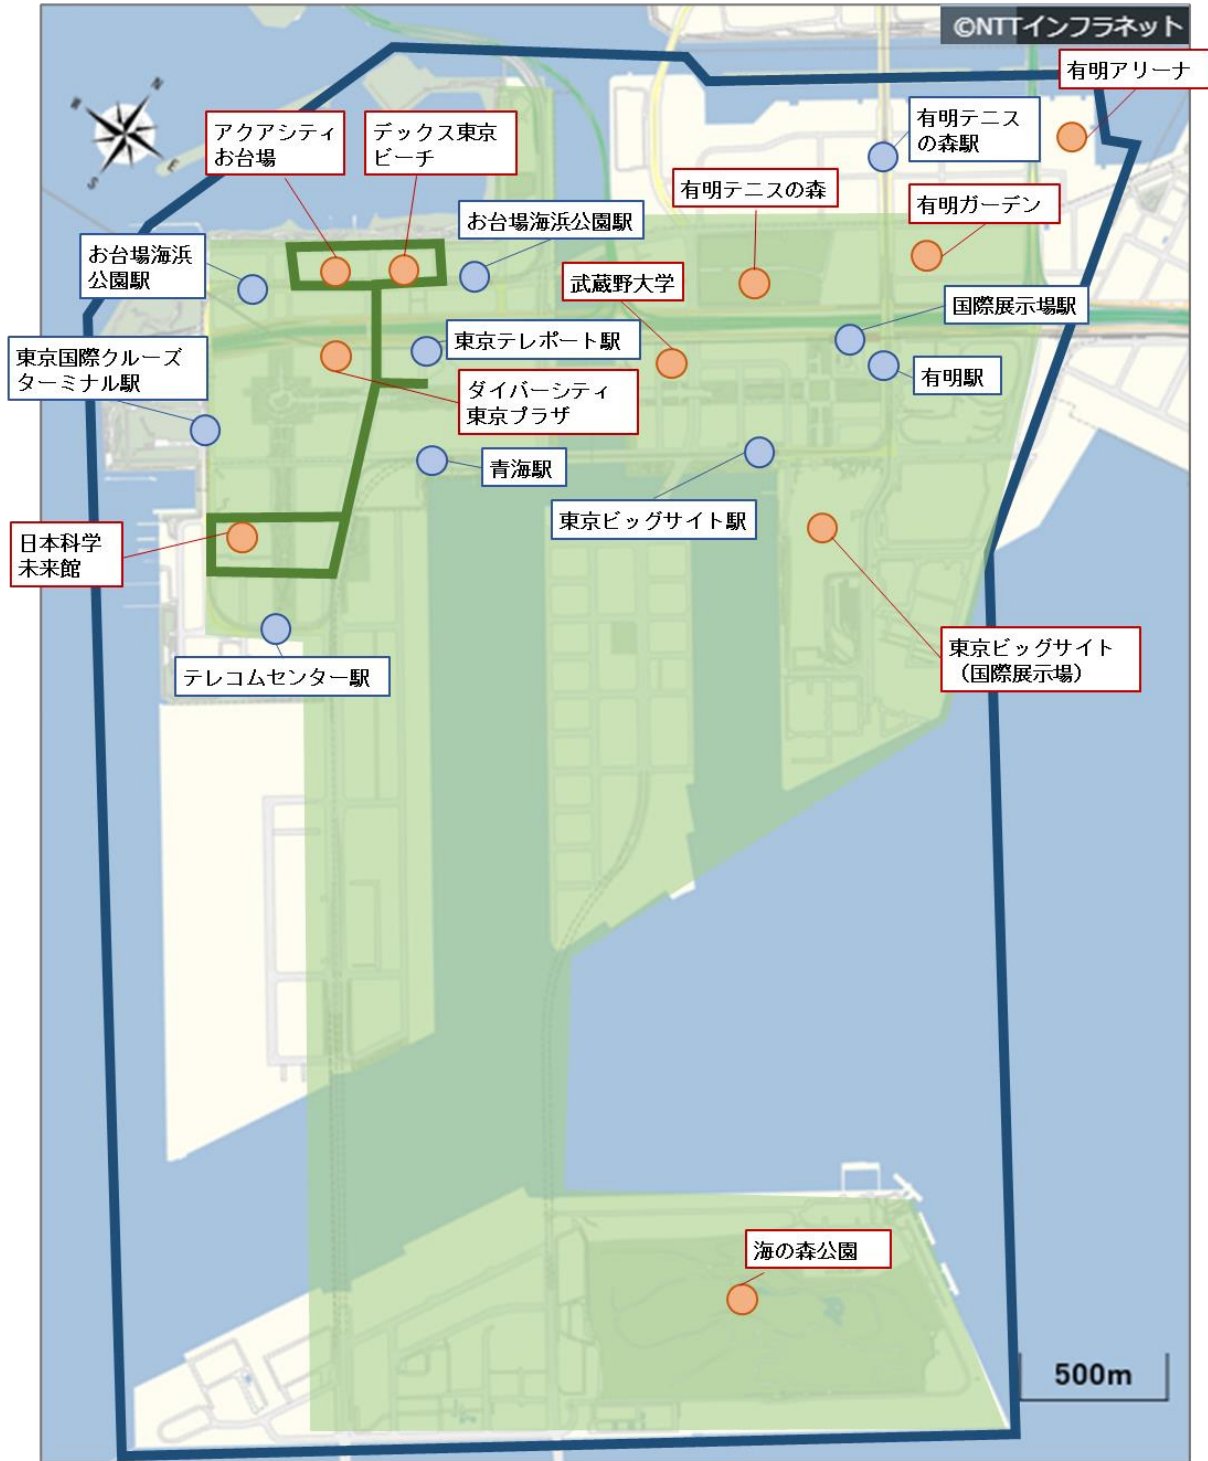 ©NTTインフラネット
有明アリーナ
N
W
E
S
アクアシティ
お台場
デックス東京
ビーチ
有明テニス
の森駅
有明テニスの森
有明ガーデン
お台場海浜公園駅
お台場海浜
公園駅
武蔵野大学
国際展示場駅
東京テレポート駅
東京国際クルーズ
ターミナル駅
有明駅
ダイバーシティ
東京プラザ
青海駅
東京ビッグサイト駅
日本科学
未来館
東京ビッグサイト
（国際展示場）
テレコムセンター駅
海の森公園
500m